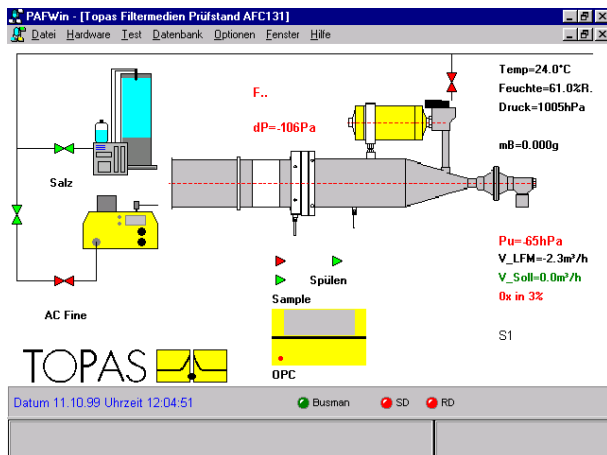 PAFWin - [Topas Filtermedien Prüfstand AFC131]
Datei Hardware Test Datenbank Optionen Fenster Hilfe
Temp=24.0°C
Feuchte=61.0%R.
Druck=1005hPa
mB=0.000g
F..
dP=-106Pa
Salz
AC Fine
Pu=-65hPa
V_LFM=-2.3m³/h
V_Soll=0.0m³/h
0x in 3%
S1
Spülen
Sample
OPC
TOPAS
Datum 11.10.99 Uhrzeit 12:04:51 Busman SD RD